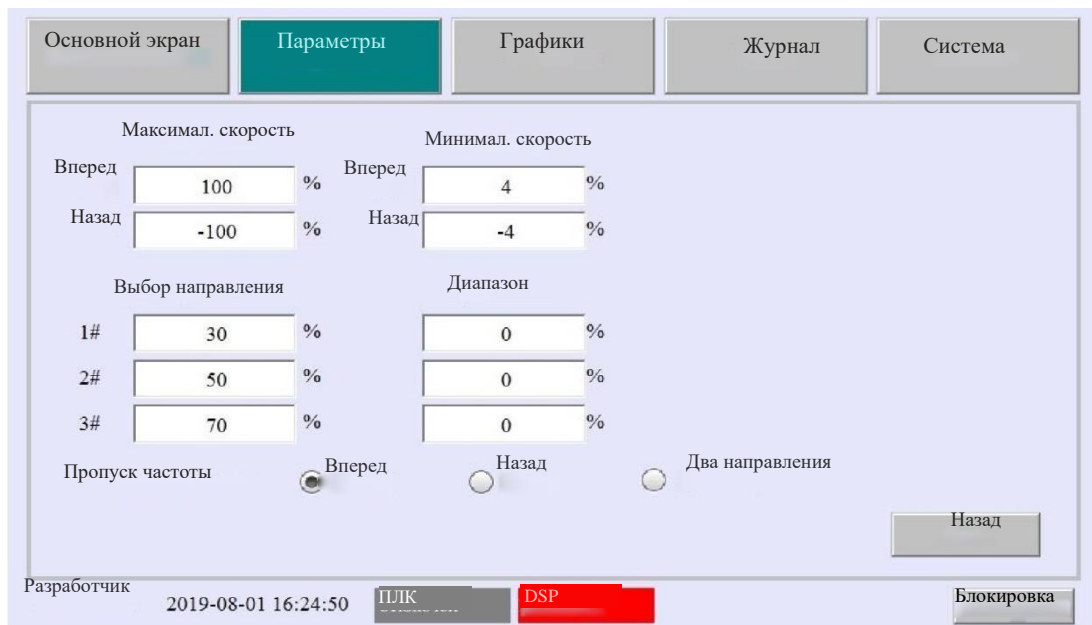 Основной экран Параметры Графики Журнал Система
Максимал. скорость Минимал. скорость
Вперед 100 % Вперед 4 %
Назад -100 % Назад -4 %
Выбор направления Диапазон
1# 30 % 0 %
2# 50 % 0 %
3# 70 % 0 %
Пропуск частоты Вперед Назад Два направления
Назад
Разработчик 2019-08-01 16:24:50 ПЛК DSP Блокировка